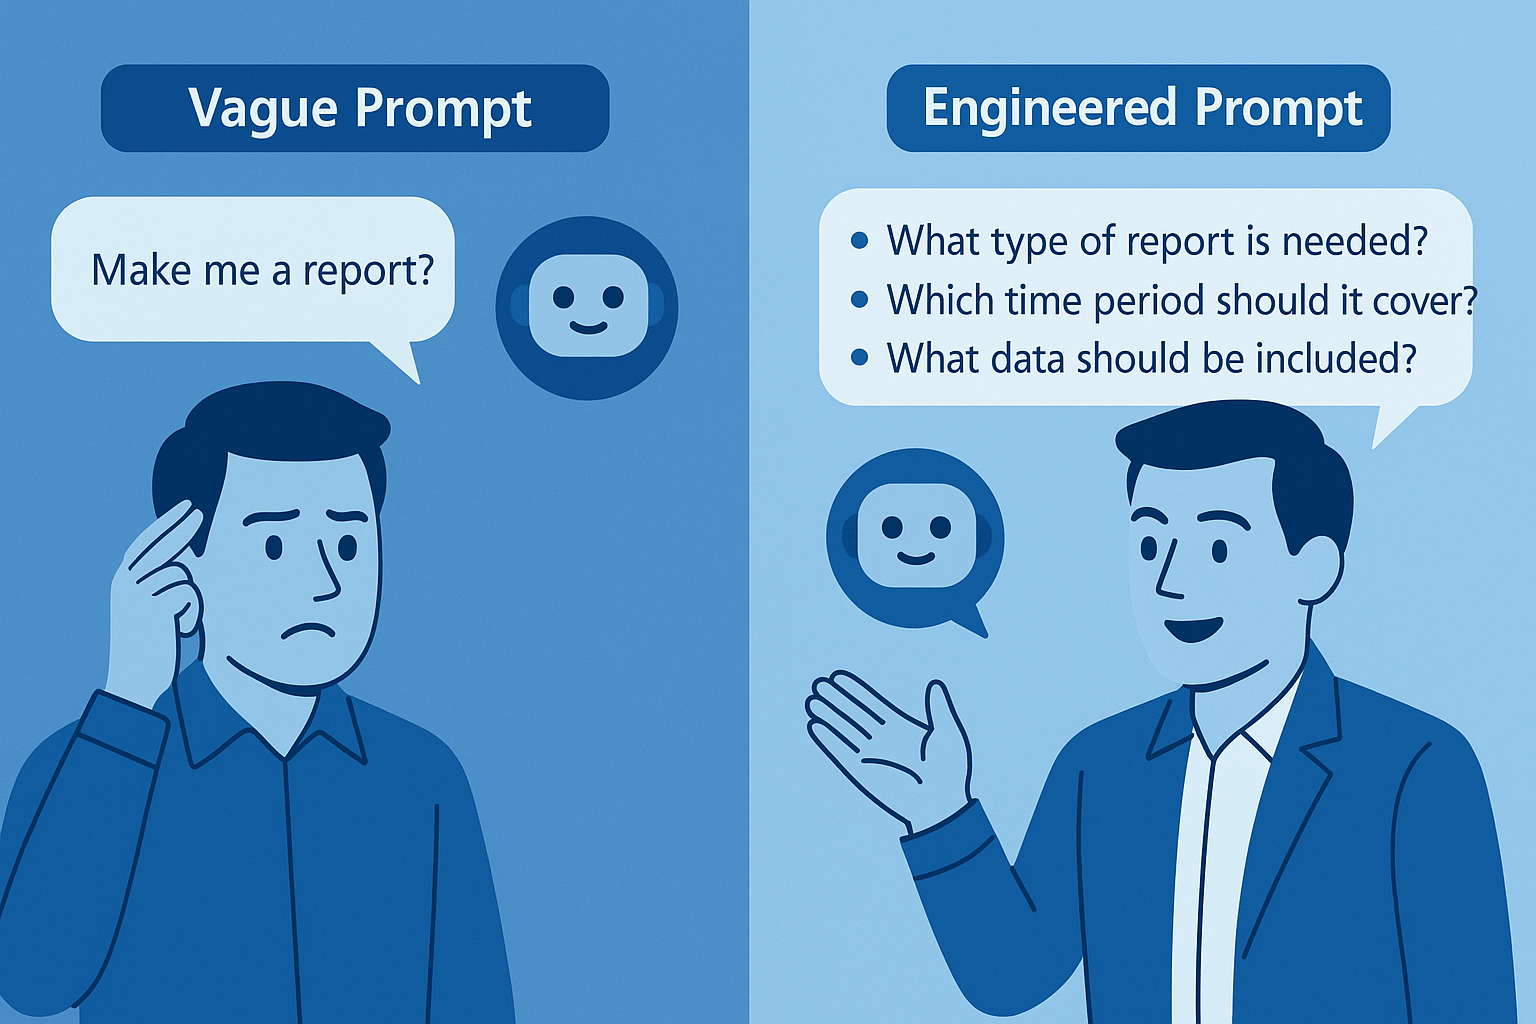 Vague Prompt
Make me a report?
Engineered Prompt
• What type of report is needed?
• Which time period should it cover?
• What data should be included?